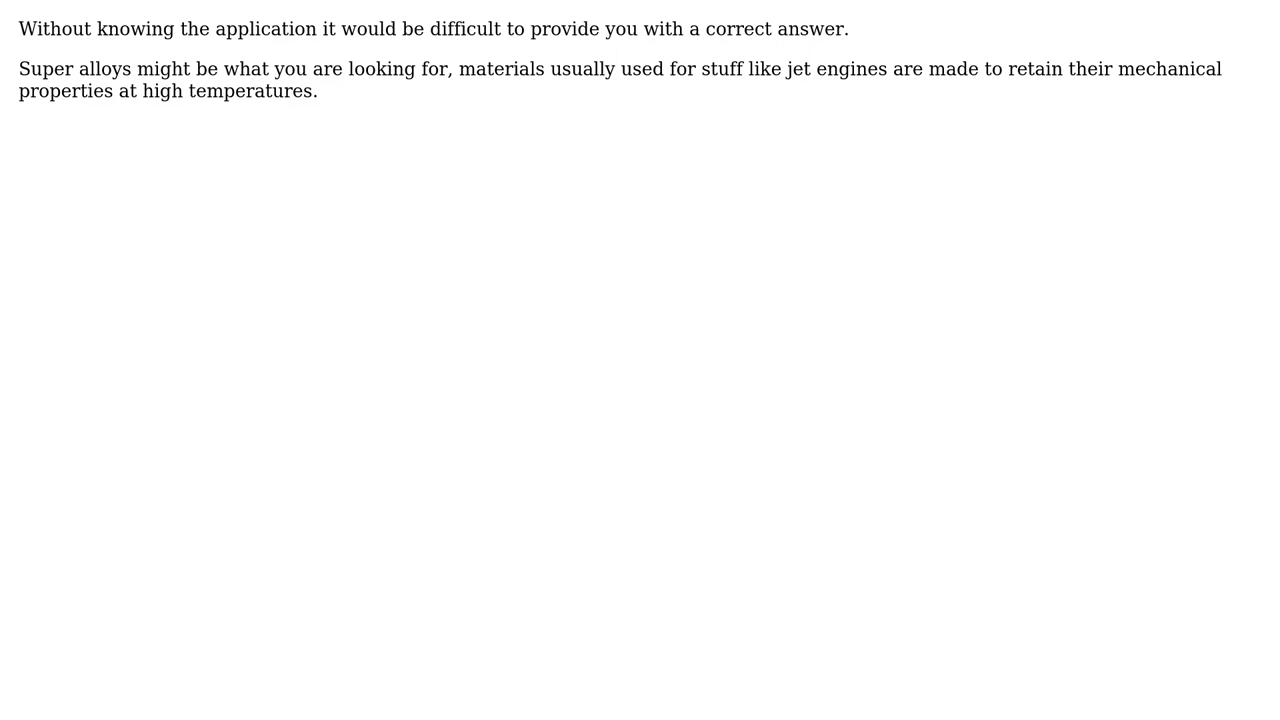 Without knowing the application it would be difficult to provide you with a correct answer.
Super alloys might be what you are looking for, materials usually used for stuff like jet engines are made to retain their mechanical
properties at high temperatures.